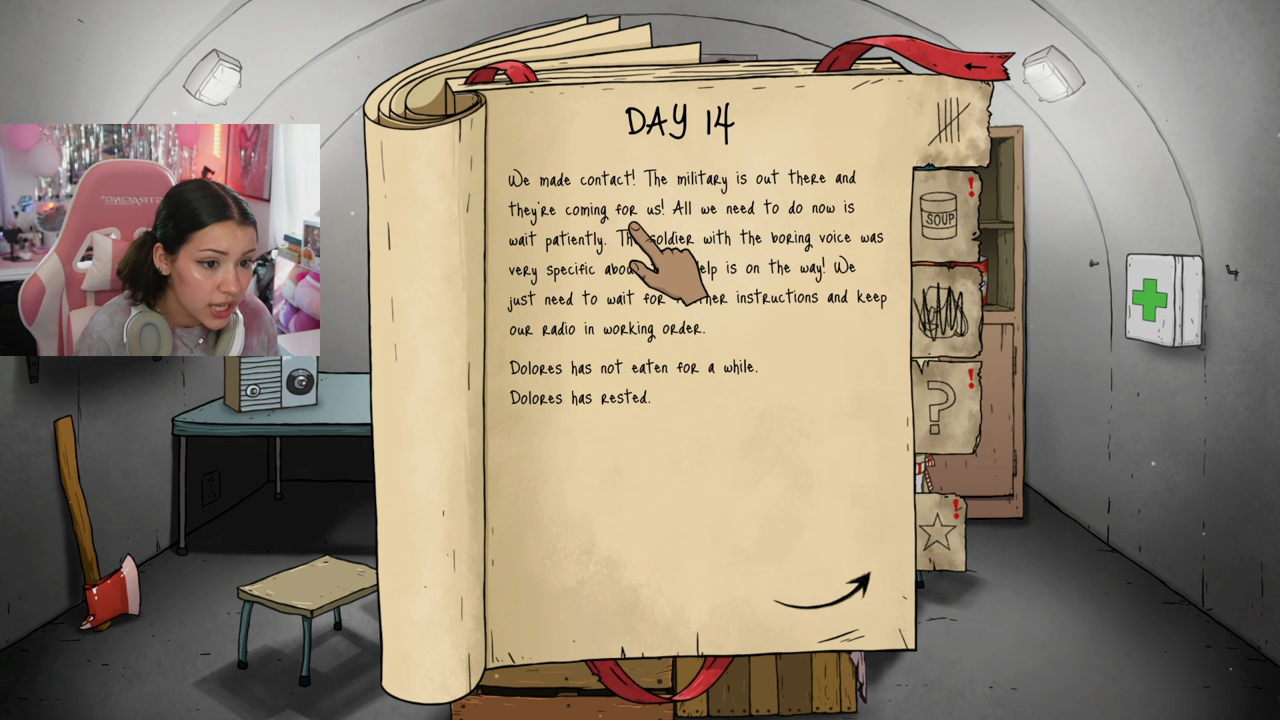 DAY 14
We made contact! The military is out there and
they're coming for us! All we need to do now is
wait patiently. The soldier with the boring voice was
very specific elp is on the way! We
just need to wait for instructions and keep
our radio in working order.
Dolores has not eaten for a while.
Dolores has rested.
SOUP
!
!
?
!